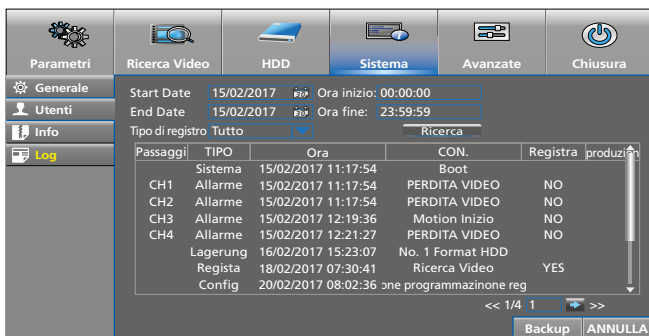 Parametri Ricerca Video HDD Sistema Avanzate Chiusura
Generale
Utenti
Info
Log
Start Date 15/02/2017 Ora inizio: 00:00:00
End Date 15/02/2017 Ora fine: 23:59:59
Tipo di registro Tutto Ricerca
Passaggi TIPO Ora CON. Registra produzion
Sistema 15/02/2017 11:17:54 Boot
CH1 Allarme 15/02/2017 11:17:54 PERDITA VIDEO NO
CH2 Allarme 15/02/2017 11:17:54 PERDITA VIDEO NO
CH3 Allarme 15/02/2017 12:19:36 Motion Inizio NO
CH4 Allarme 15/02/2017 12:21:27 PERDITA VIDEO NO
Lagerung 16/02/2017 15:23:07 No. 1 Format HDD
Regista 18/02/2017 07:30:41 Ricerca Video YES
Config 20/02/2017 08:02:36 one programmazinone reg
<< 1/4 1 >>
Backup ANNULLA